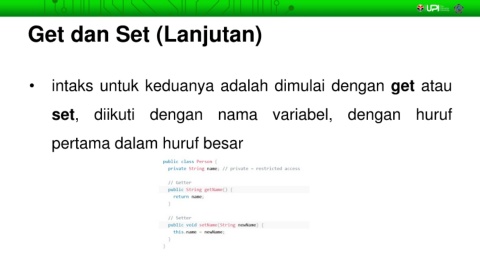 UPI
Get dan Set (Lanjutan)
• intaks untuk keduanya adalah dimulai dengan get atau
set, diikuti dengan nama variabel, dengan huruf
pertama dalam huruf besar
public class Person {
private String name; // private = restricted access
// Getter
public String getName() {
return name;
}
// Setter
public void setName(String newName) {
this.name = newName;
}
}